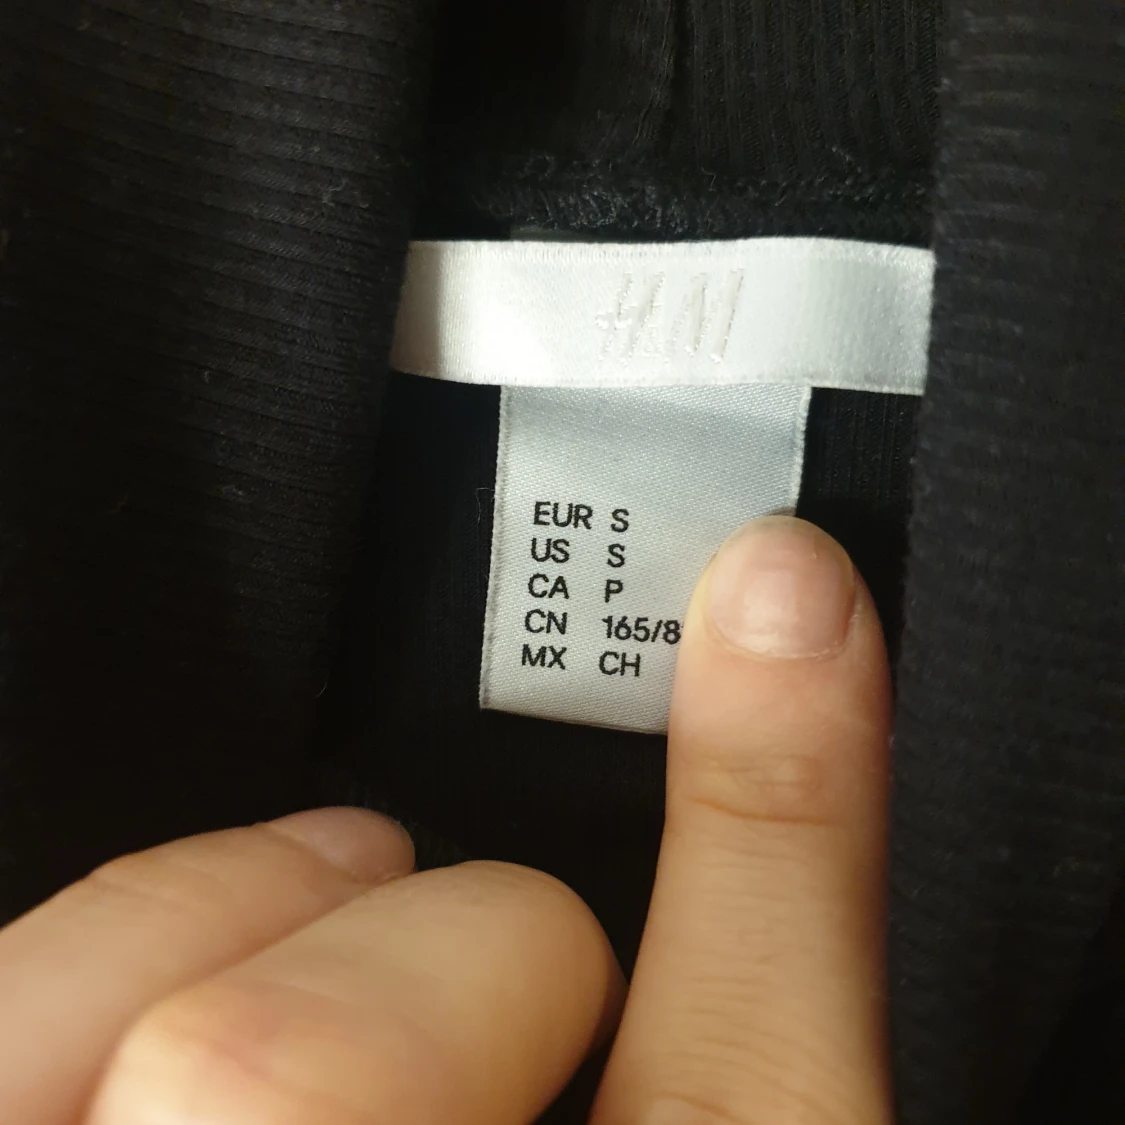 H&M
EUR S
US S
CA P
CN 165/8
MX CH